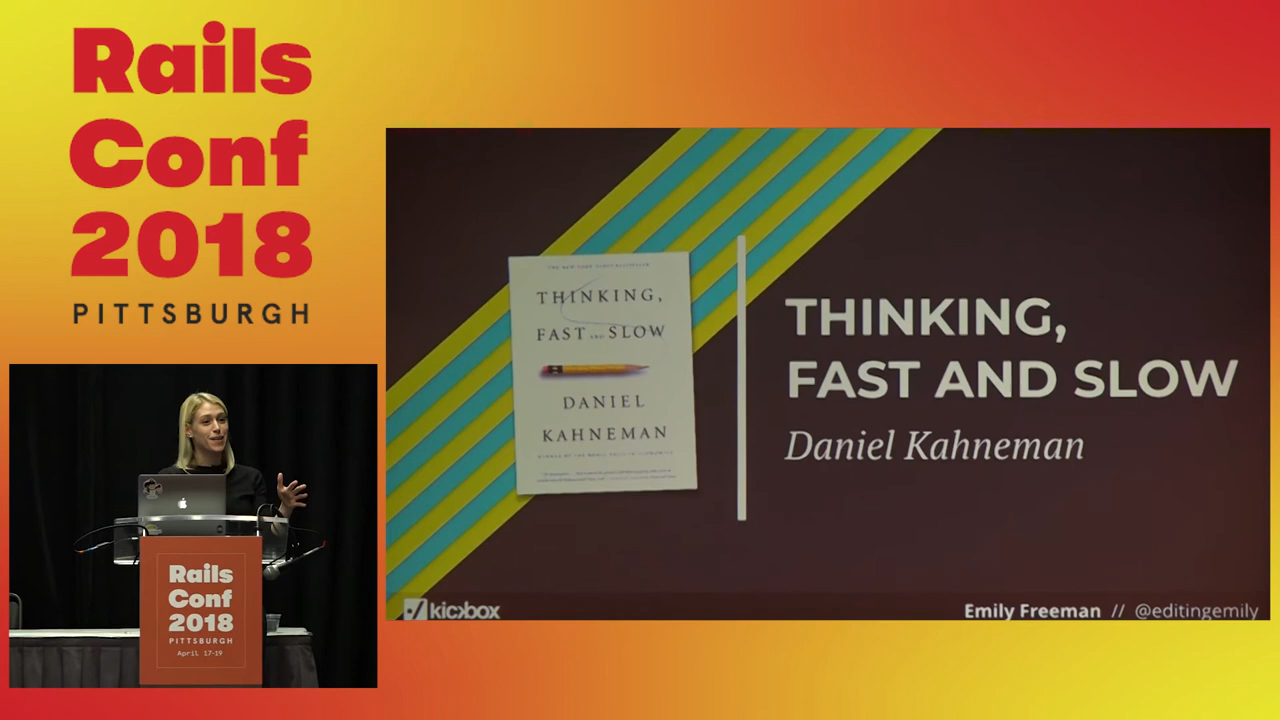 Rails
Conf
2018
PITTSBURGH
THINKING,
FAST AND SLOW
DANIEL
KAHNEMAN
THINKING,
FAST AND SLOW
Daniel Kahneman
kickbox
Emily Freeman // @editingemily
Rails
Conf
2018
PITTSBURGH
April 17-19